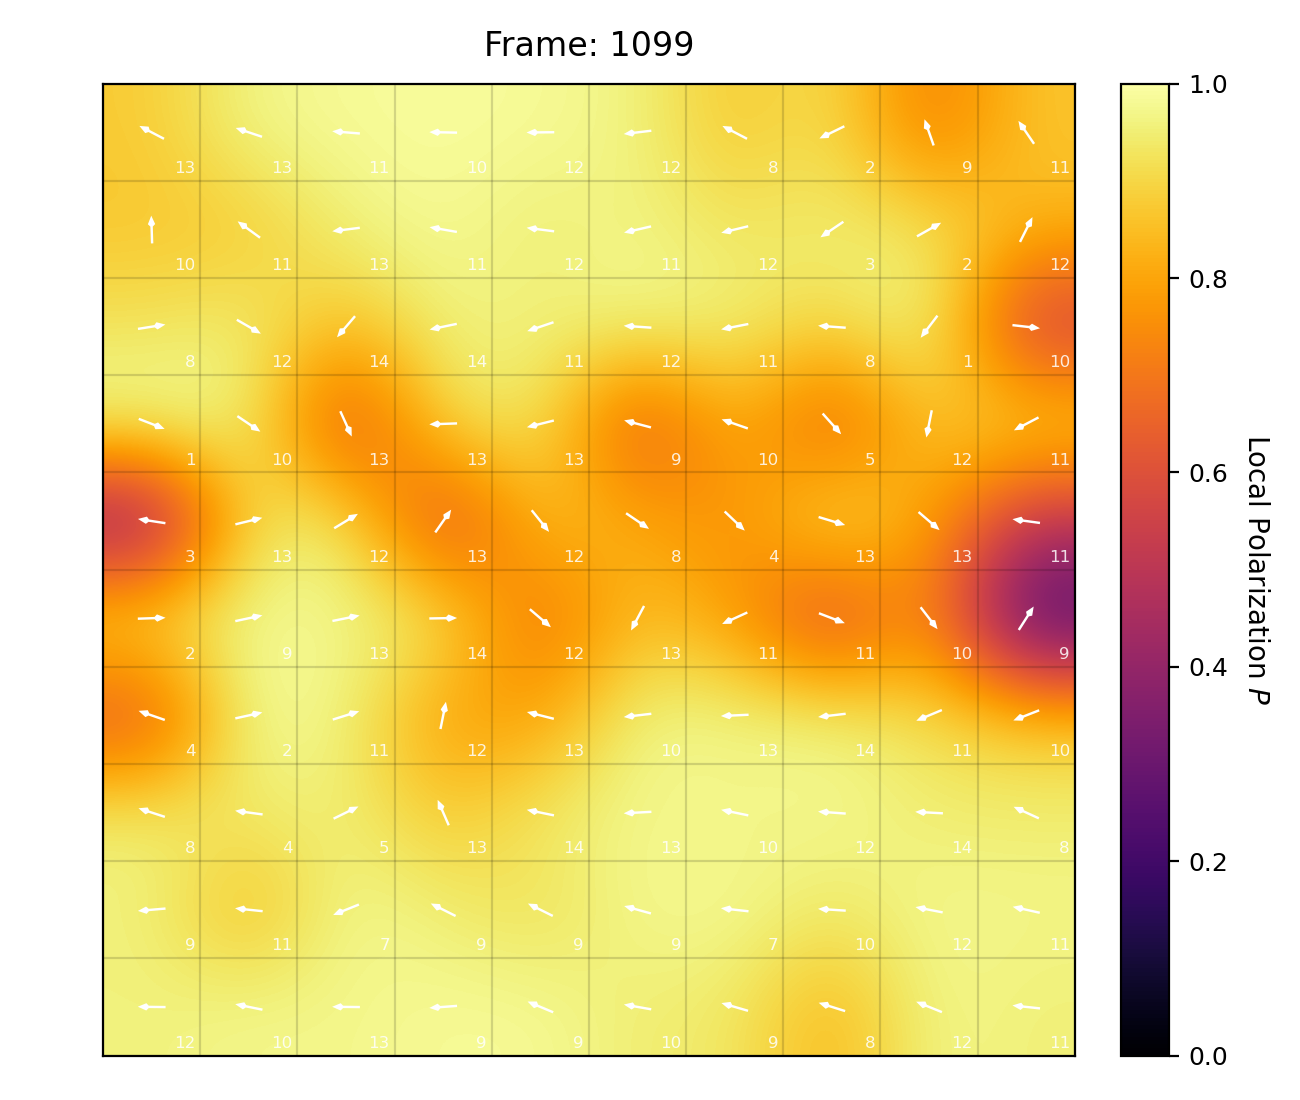 Frame: 1099
13 13 11 10 12 12 8 2 9 11
10 11 13 11 12 11 12 3 2 12
8 12 14 14 11 12 11 8 1 10
1 10 13 13 13 9 10 5 12 11
3 13 12 13 12 8 4 13 13 11
2 9 13 14 12 13 11 11 10 9
4 2 11 12 13 10 13 14 11 10
8 4 5 13 14 13 10 12 14 8
9 11 7 9 9 9 7 10 12 11
12 10 13 9 9 10 9 8 12 11
1.0
0.8
0.6
0.4
0.2
0.0
Local Polarization P